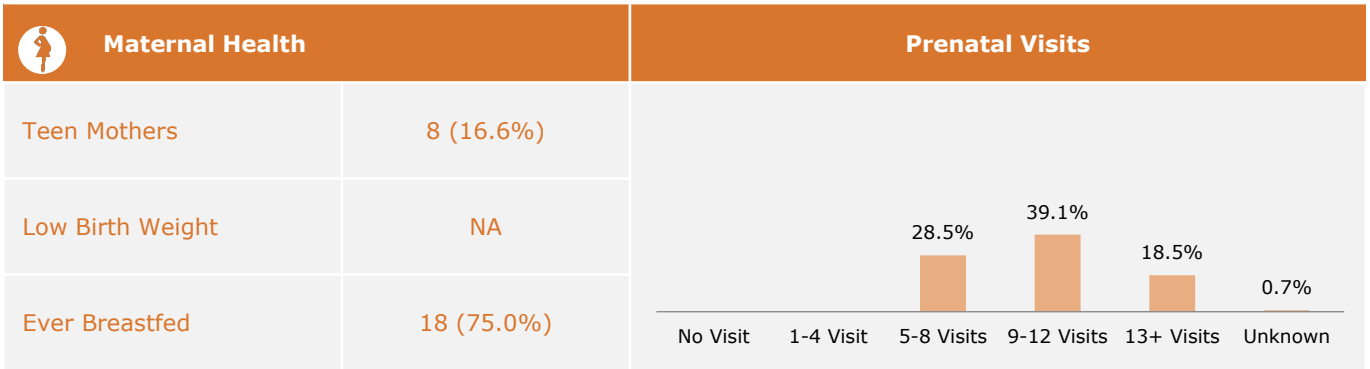 Maternal Health
Prenatal Visits
Teen Mothers 8 (16.6%)
Low Birth Weight NA
Ever Breastfed 18 (75.0%)
28.5% 39.1% 18.5% 0.7%
No Visit 1-4 Visit 5-8 Visits 9-12 Visits 13+ Visits Unknown